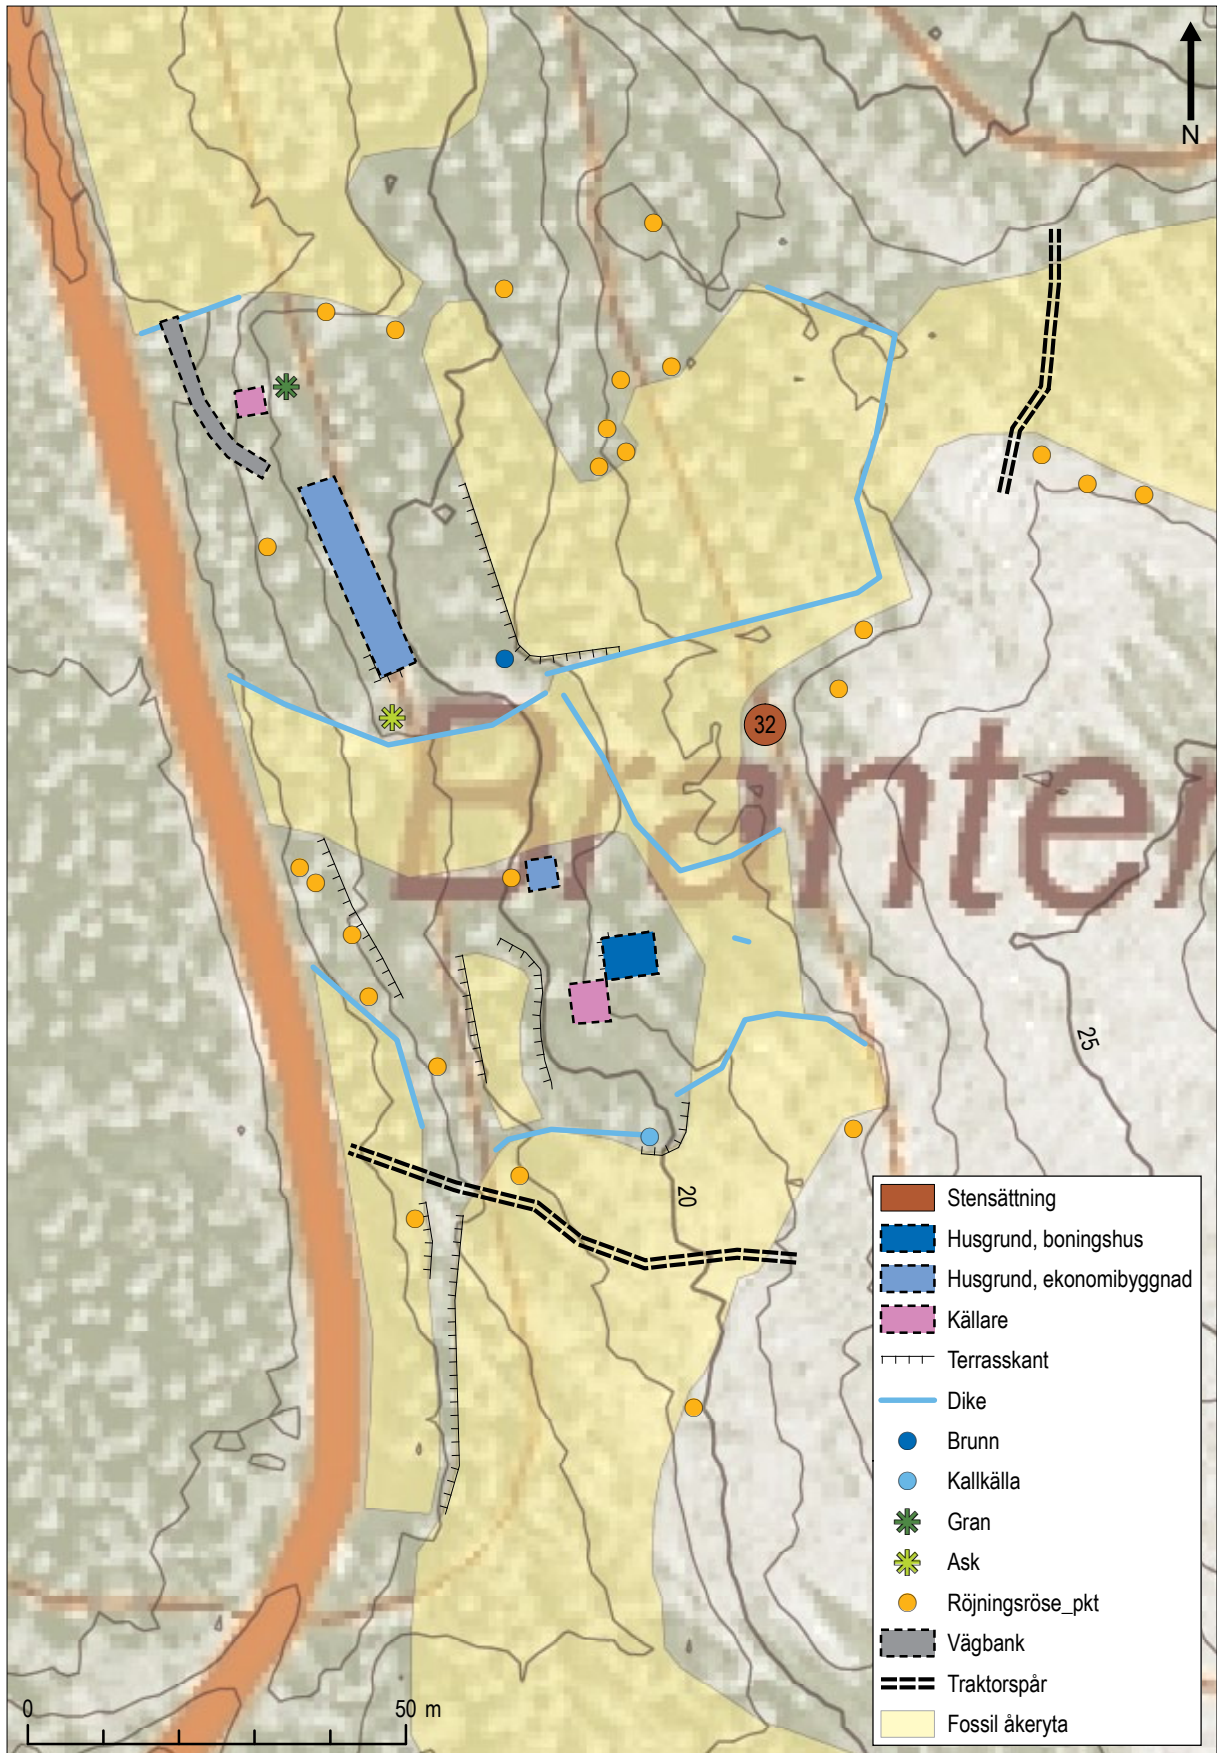 N
32
Branter
25
20
Stensättning
Husgrund, boningshus
Husgrund, ekonomibyggnad
Källare
Terrasskant
Dike
Brunn
Kallkälla
Gran
Ask
Röjningsröse_pkt
Vägbank
Traktorspår
Fossil åkeryta
0 50 m